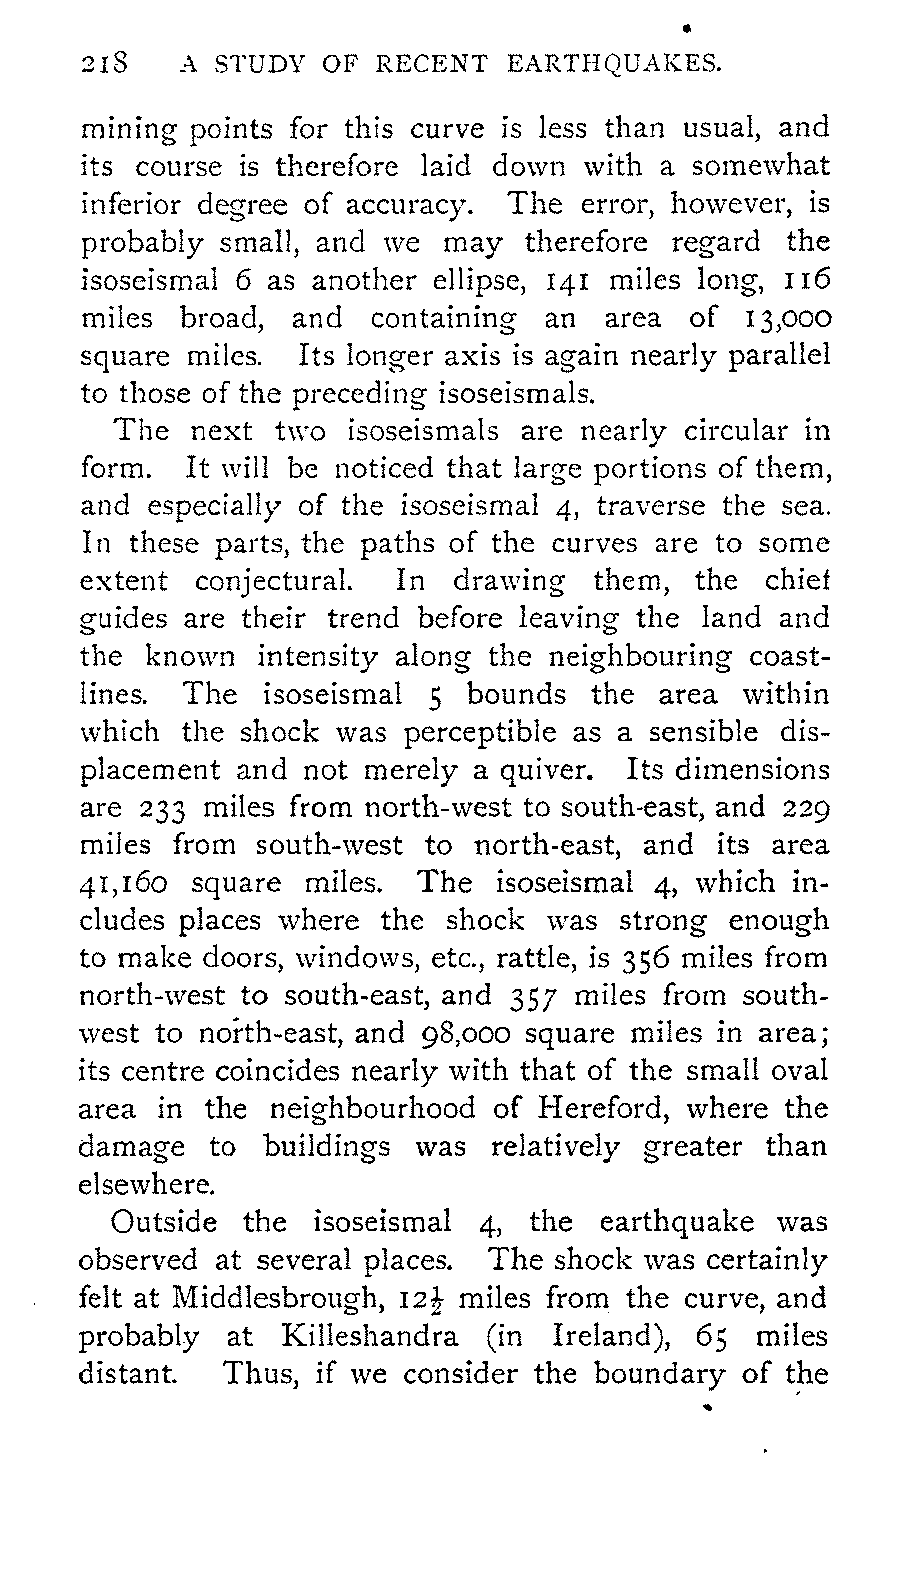 218 A STUDY OF RECENT EARTHQUAKES.
mining points for this curve is less than usual, and
its course is therefore laid down with a somewhat
inferior degree of accuracy. The error, however, is
probably small, and we may therefore regard the
isoseismal 6 as another ellipse, 141 miles long, 116
miles broad, and containing an area of 13,000
square miles. Its longer axis is again nearly parallel
to those of the preceding isoseismals.
The next two isoseismals are nearly circular in
form. It will be noticed that large portions of them,
and especially of the isoseismal 4, traverse the sea.
In these parts, the paths of the curves are to some
extent conjectural. In drawing them, the chief
guides are their trend before leaving the land and
the known intensity along the neighbouring coast-
lines. The isoseismal 5 bounds the area within
which the shock was perceptible as a sensible dis-
placement and not merely a quiver. Its dimensions
are 233 miles from north-west to south-east, and 229
miles from south-west to north-east, and its area
41,160 square miles. The isoseismal 4, which in-
cludes places where the shock was strong enough
to make doors, windows, etc., rattle, is 356 miles from
north-west to south-east, and 357 miles from south-
west to north-east, and 98,000 square miles in area;
its centre coincides nearly with that of the small oval
area in the neighbourhood of Hereford, where the
damage to buildings was relatively greater than
elsewhere.
Outside the isoseismal 4, the earthquake was
observed at several places. The shock was certainly
felt at Middlesbrough, 12½ miles from the curve, and
probably at Killeshandra (in Ireland), 65 miles
distant. Thus, if we consider the boundary of the